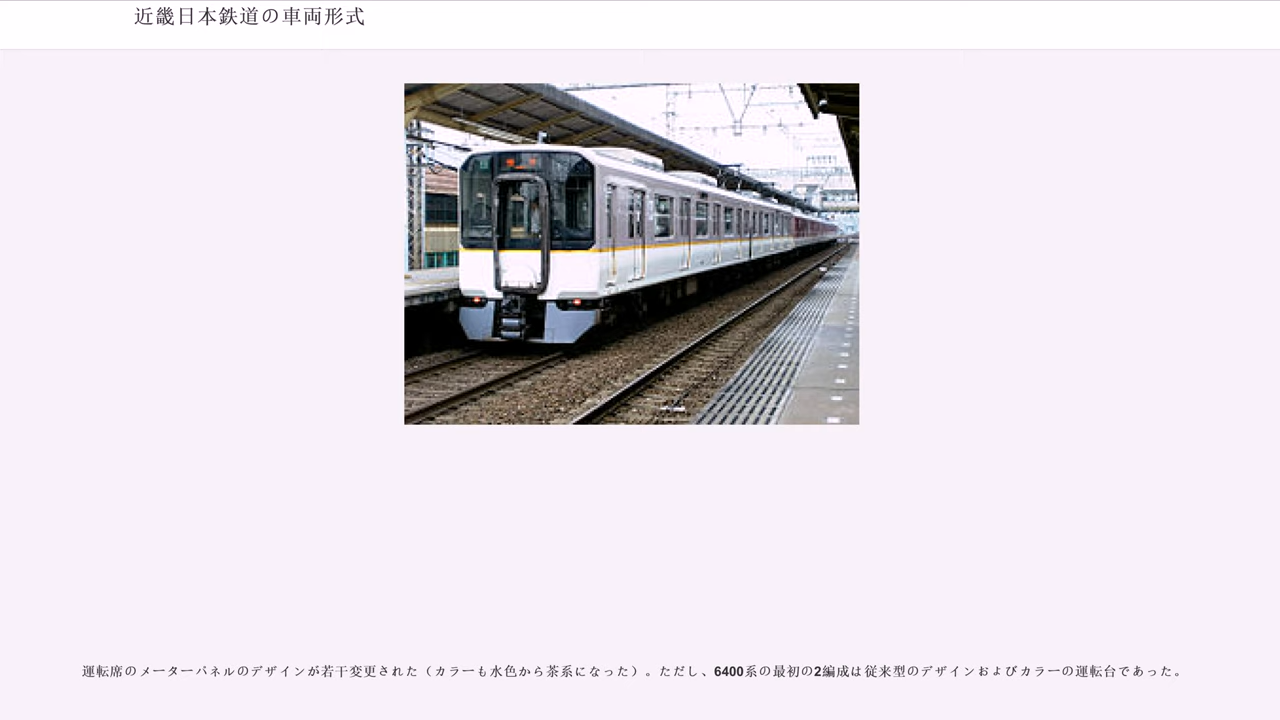 近畿日本鉄道の車両形式
運転席のメーターパネルのデザインが若干変更された（カラーも水色から茶系になった）。ただし、6400系の最初の2編成は従来型のデザインおよびカラーの運転台であった。